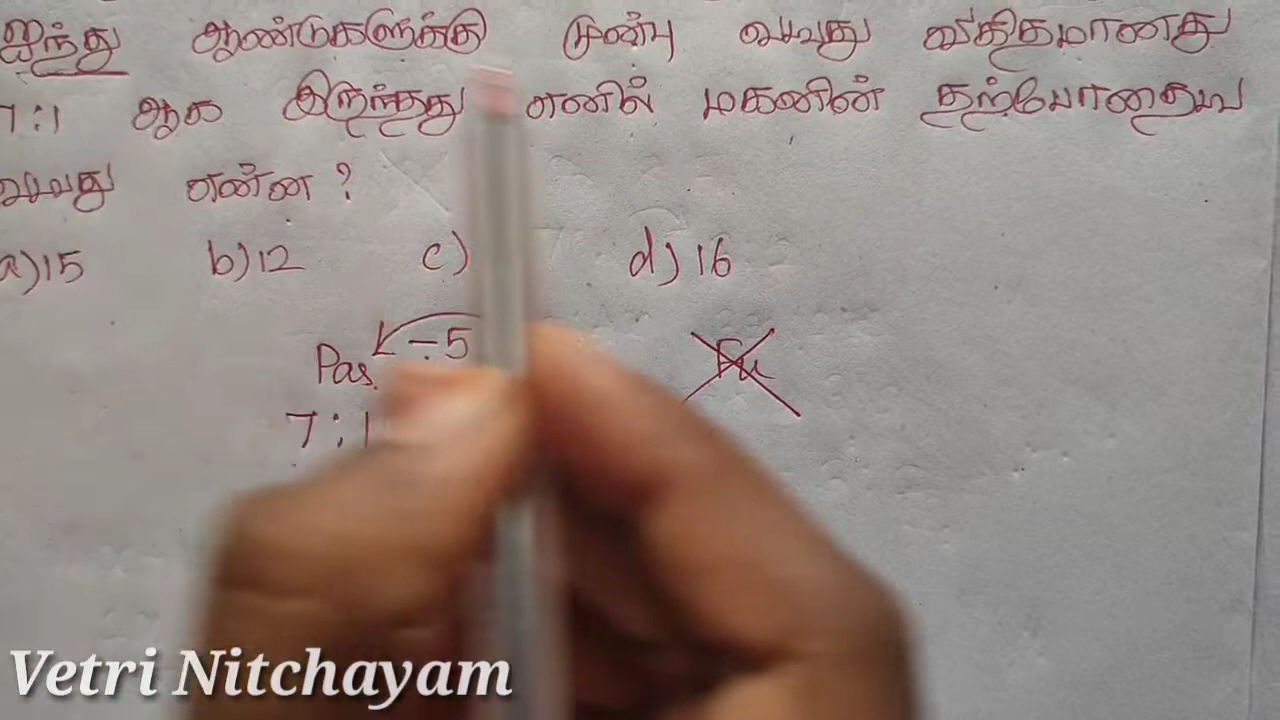 ஐந்து ஆண்டுகளுக்கு முன்பு வயது விகிதமானது
7:1 ஆக இருந்தது எனில் மகனின் தற்போதைய
வயது என்ன?
a) 15 b) 12 c) d) 16
-5
Pas Fu
7:1
Vetri Nitchayam